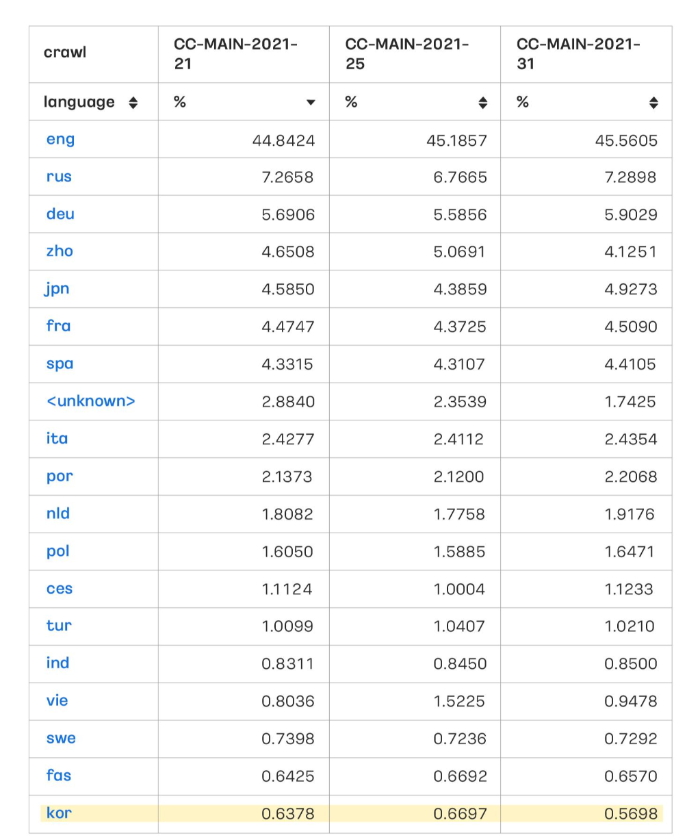 crawl CC-MAIN-2021-21 CC-MAIN-2021-25 CC-MAIN-2021-31
language % % %
eng 44.8424 45.1857 45.5605
rus 7.2658 6.7665 7.2898
deu 5.6906 5.5856 5.9029
zho 4.6508 5.0691 4.1251
jpn 4.5850 4.3859 4.9273
fra 4.4747 4.3725 4.5090
spa 4.3315 4.3107 4.4105
<unknown> 2.8840 2.3539 1.7425
ita 2.4277 2.4112 2.4354
por 2.1373 2.1200 2.2068
nld 1.8082 1.7758 1.9176
pol 1.6050 1.5885 1.6471
ces 1.1124 1.0004 1.1233
tur 1.0099 1.0407 1.0210
ind 0.8311 0.8450 0.8500
vie 0.8036 1.5225 0.9478
swe 0.7398 0.7236 0.7292
fas 0.6425 0.6692 0.6570
kor 0.6378 0.6697 0.5698